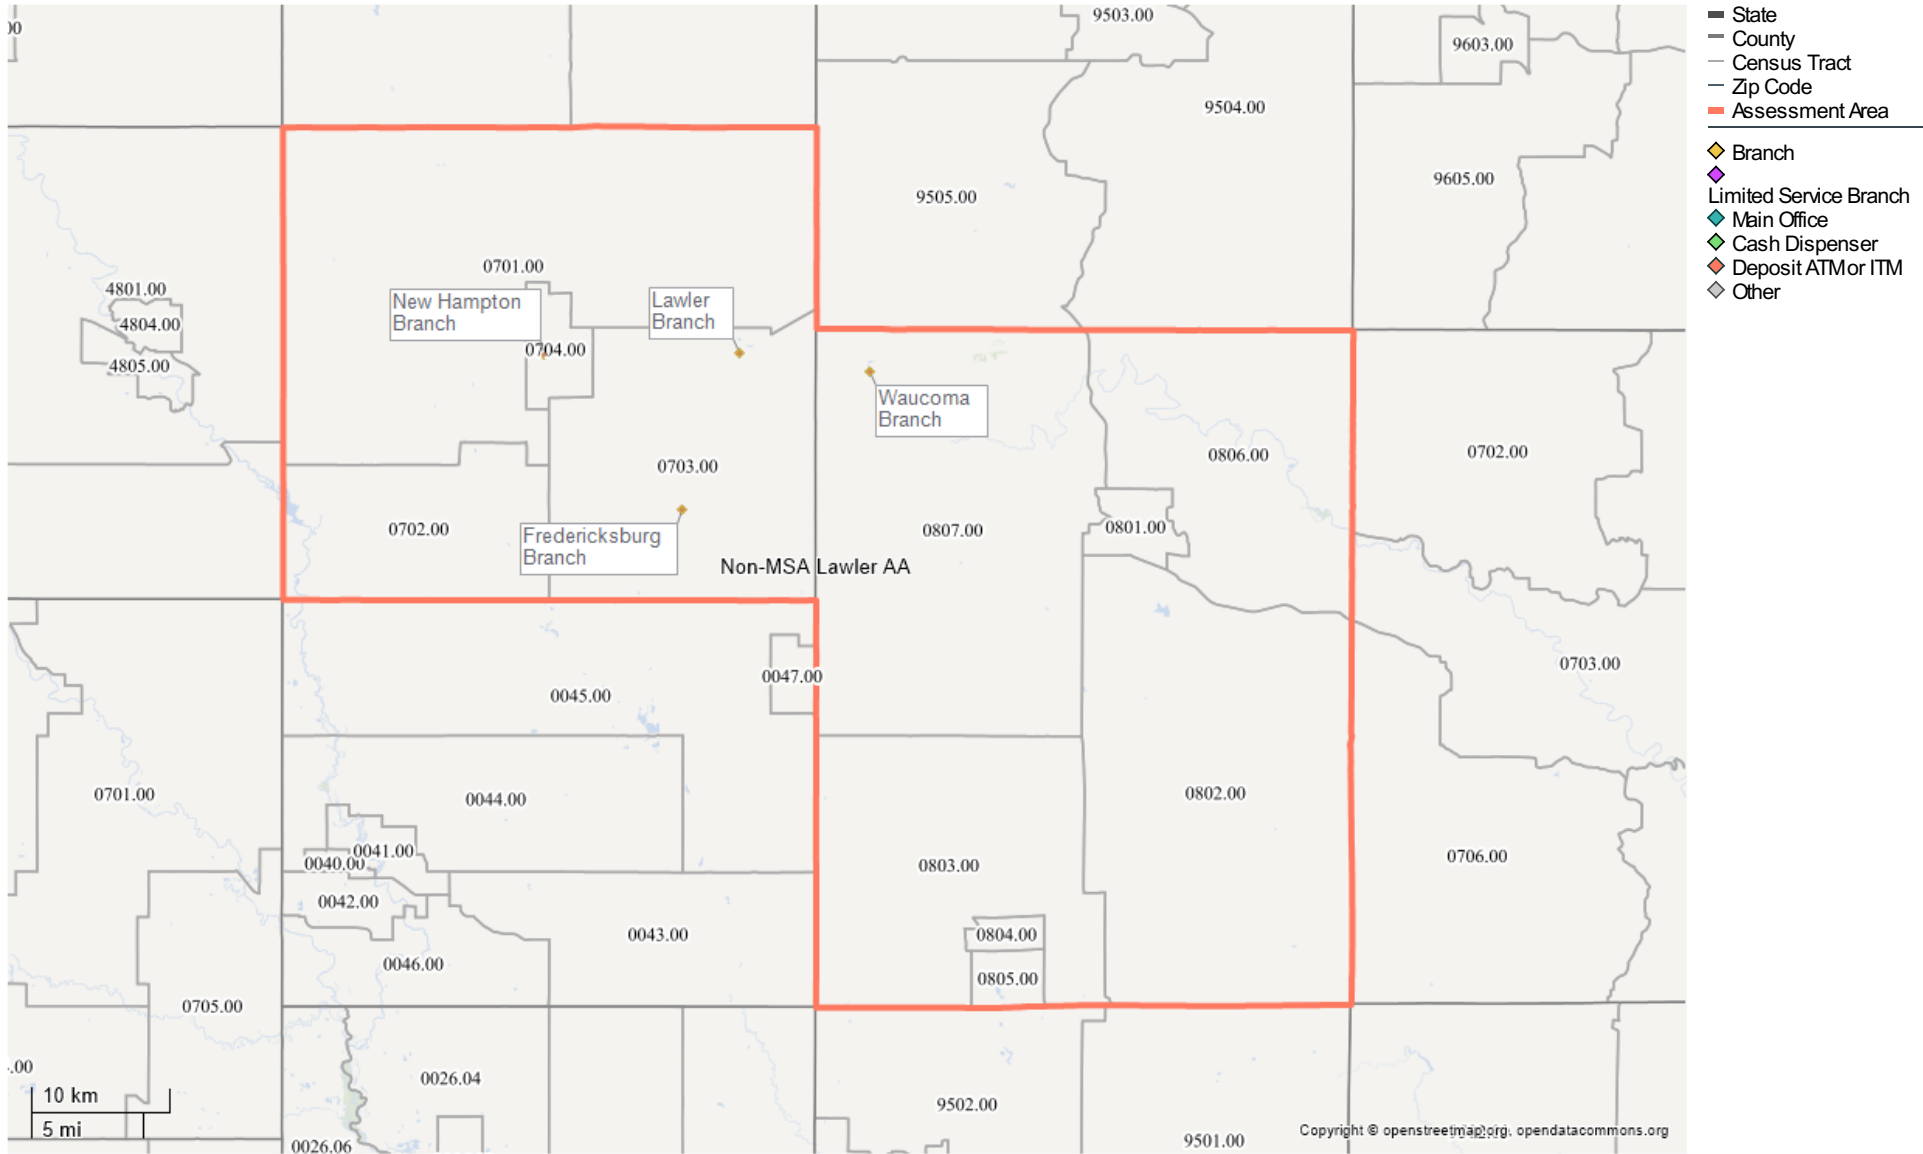 9503.00
9603.00
9504.00
9505.00
9605.00
0701.00
4801.00
4804.00
4805.00
New Hampton
Branch
Lawler
Branch
0704.00
Waucoma
Branch
0703.00
0806.00
0702.00
0702.00
Fredericksburg
Branch
0807.00
0801.00
Non-MSA Lawler AA
0047.00
0045.00
0703.00
0701.00
0044.00
0802.00
0041.00
0040.00
0803.00
0706.00
0042.00
0043.00
0804.00
0046.00
0805.00
0705.00
.00
0026.04
10 km
5 mi
9502.00
0026.06
9501.00
Copyright © openstreetmap.org, opendatacommons.org
State
County
Census Tract
Zip Code
Assessment Area
Branch
Limited Service Branch
Main Office
Cash Dispenser
Deposit ATM or ITM
Other